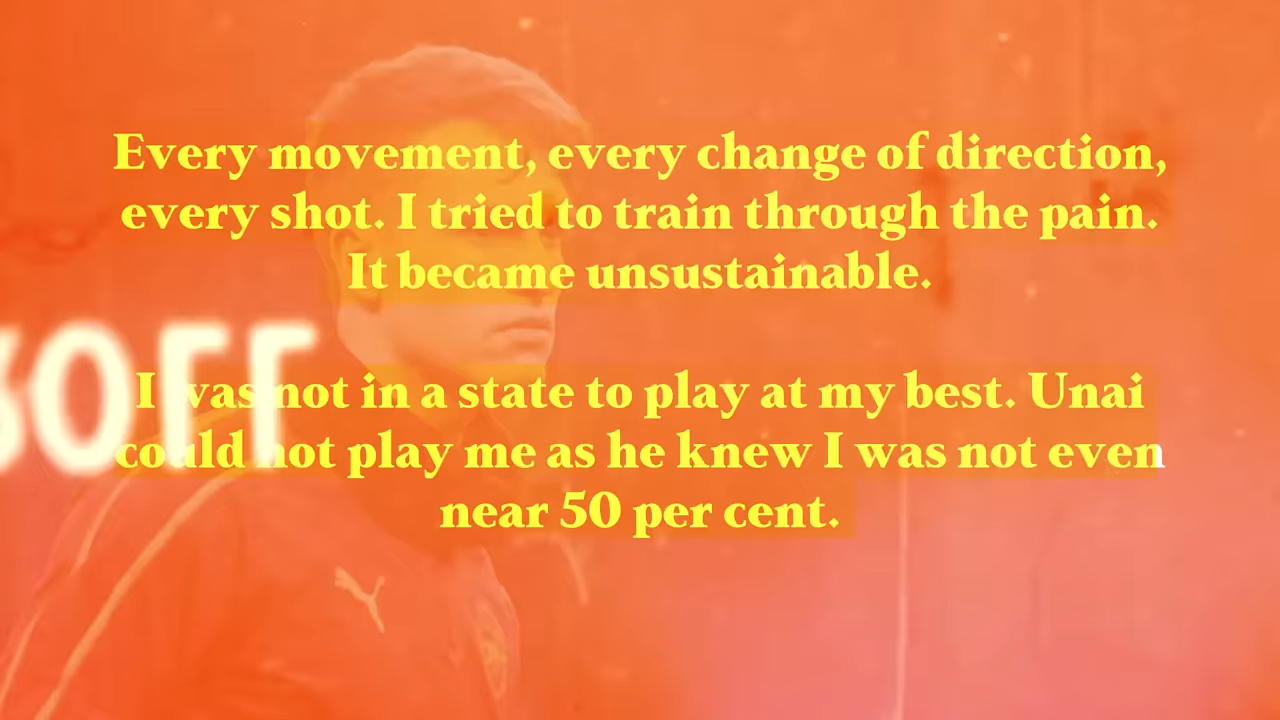 Every movement, every change of direction,
every shot. I tried to train through the pain.
It became unsustainable.
I was not in a state to play at my best. Unai
could not play me as he knew I was not even
near 50 per cent.